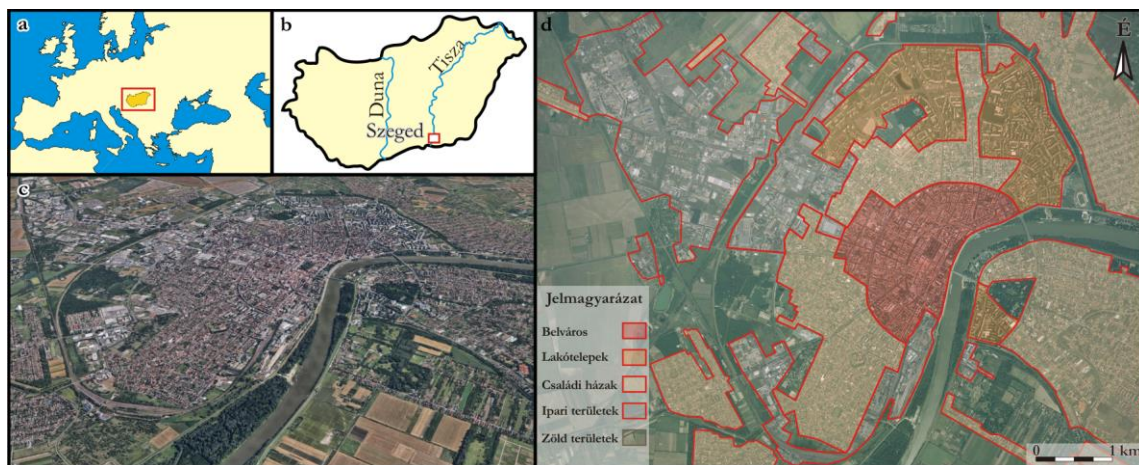 a
b
Duna
Tisza
Szeged
c
d
É
Jelmagyarázat
Belváros
Lakótelepek
Családi házak
Ipari területek
Zöld területek
0 1 km